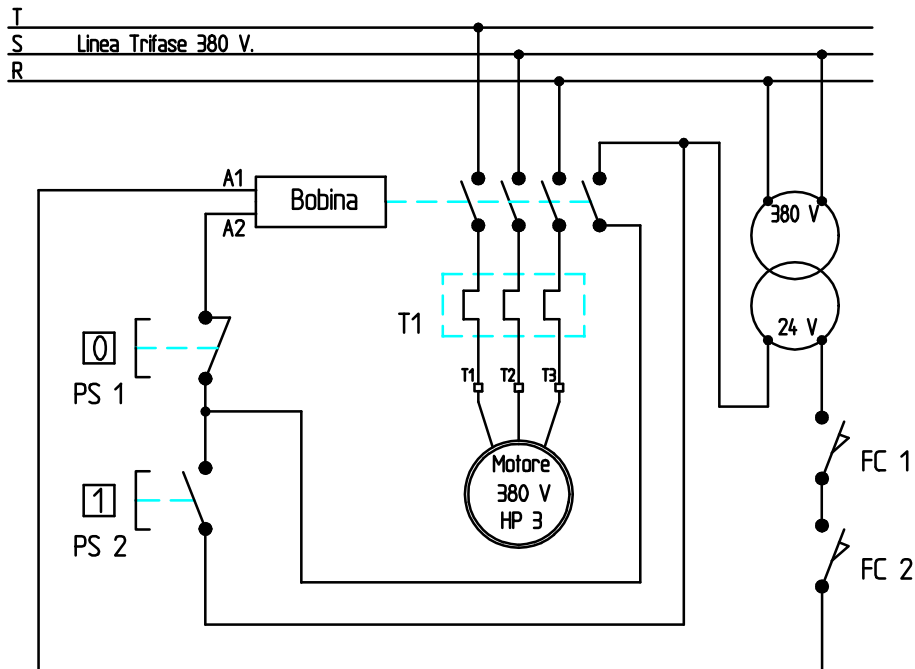 T
S Linea Trifase 380 V.
R
A1
Bobina
A2
380 V
24 V
T1
0
PS 1
T1 T2 T3
Motore
380 V
HP 3
FC 1
1
PS 2
FC 2